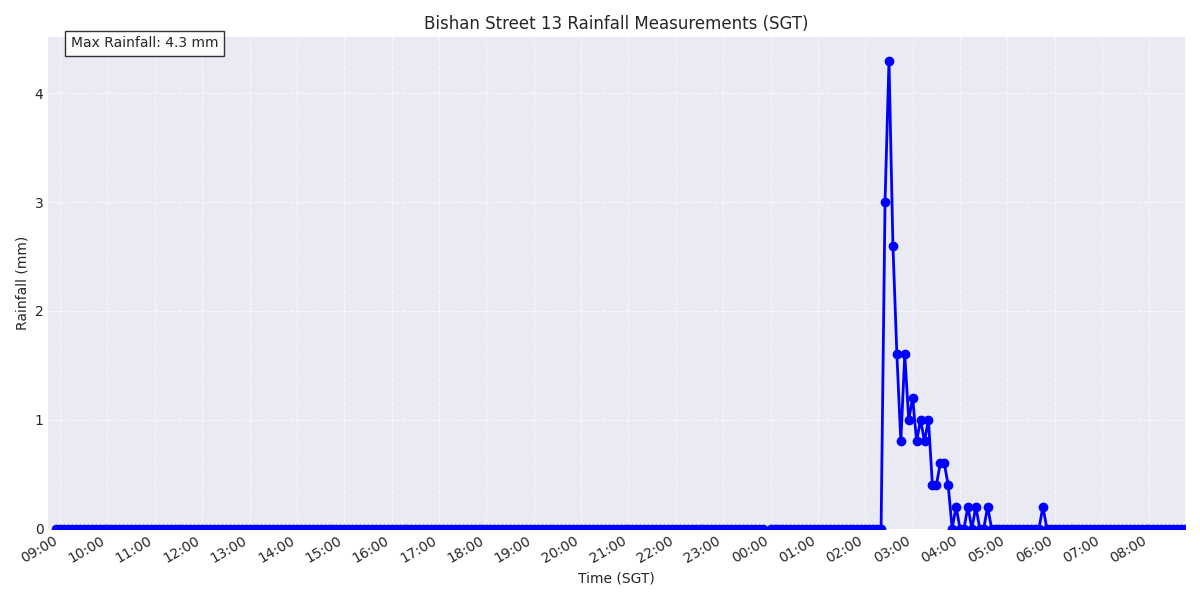 Bishan Street 13 Rainfall Measurements (SGT)
Max Rainfall: 4.3 mm
Rainfall (mm)
4
3
2
1
0
09:00 10:00 11:00 12:00 13:00 14:00 15:00 16:00 17:00 18:00 19:00 20:00 21:00 22:00 23:00 00:00 01:00 02:00 03:00 04:00 05:00 06:00 07:00 08:00
Time (SGT)